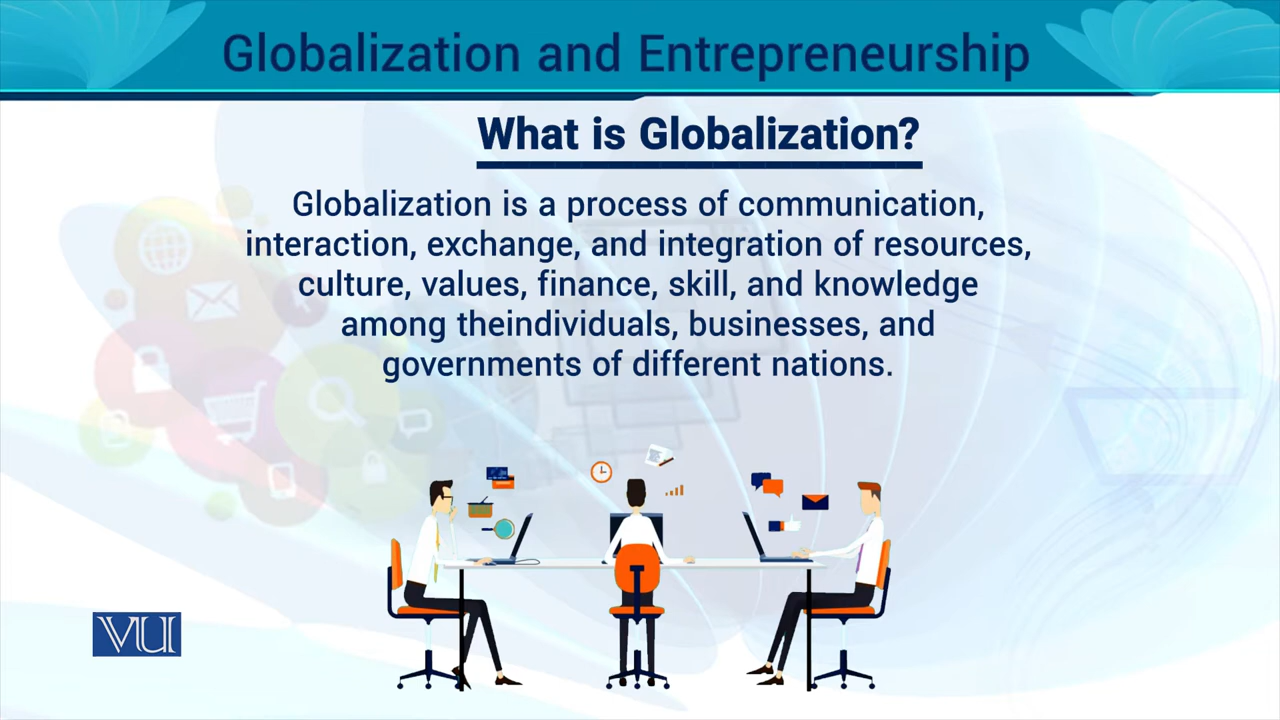 Globalization and Entrepreneurship
What is Globalization?
Globalization is a process of communication,
interaction, exchange, and integration of resources,
culture, values, finance, skill, and knowledge
among theindividuals, businesses, and
governments of different nations.
VU